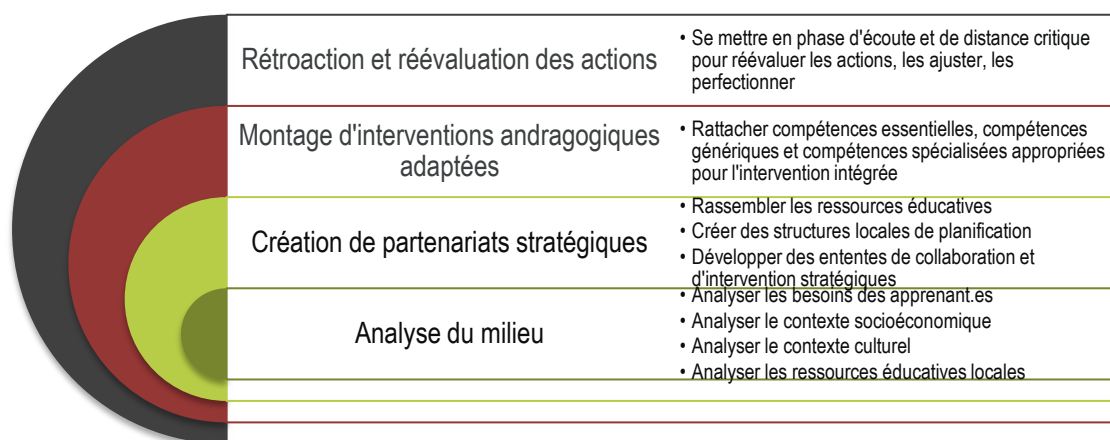 Rétroaction et réévaluation des actions
• Se mettre en phase d'écoute et de distance critique
pour réévaluer les actions, les ajuster, les
perfectionner
Montage d'interventions andragogiques
adaptées
• Rattacher compétences essentielles, compétences
génériques et compétences spécialisées appropriées
pour l'intervention intégrée
Création de partenariats stratégiques
• Rassembler les ressources éducatives
• Créer des structures locales de planification
• Développer des ententes de collaboration et
d'intervention stratégiques
Analyse du milieu
• Analyser les besoins des apprenant.es
• Analyser le contexte socioéconomique
• Analyser le contexte culturel
• Analyser les ressources éducatives locales